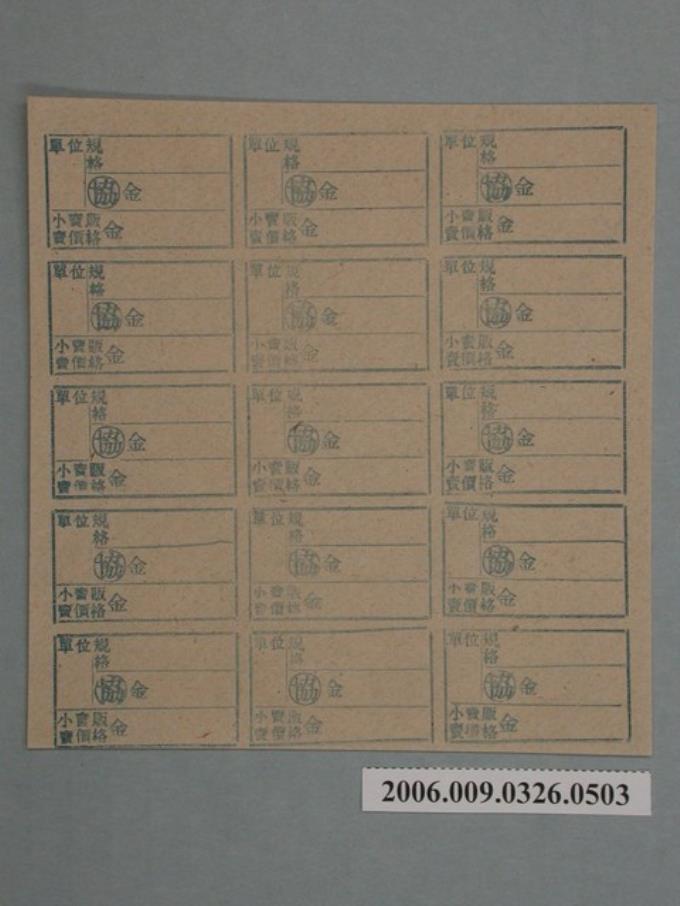 單位規
格
協金
小賣販
賣價格金
單位規
格
協金
小賣販
賣價格金
單位規
格
協金
小賣販
賣價格金
單位規
格
協金
小賣販
賣價格金
單位規
格
協金
小賣販
賣價格金
單位規
格
協金
小賣販
賣價格金
單位規
格
協金
小賣販
賣價格金
單位規
格
協金
小賣販
賣價格金
單位規
格
協金
小賣販
賣價格金
單位規
格
協金
小賣販
賣價格金
單位規
格
協金
小賣販
賣價格金
單位規
格
協金
小賣販
賣價格金
單位規
格
協金
小賣販
賣價格金
單位規
格
協金
小賣販
賣價格金
單位規
格
協金
小賣販
賣價格金
2006.009.0326.0503